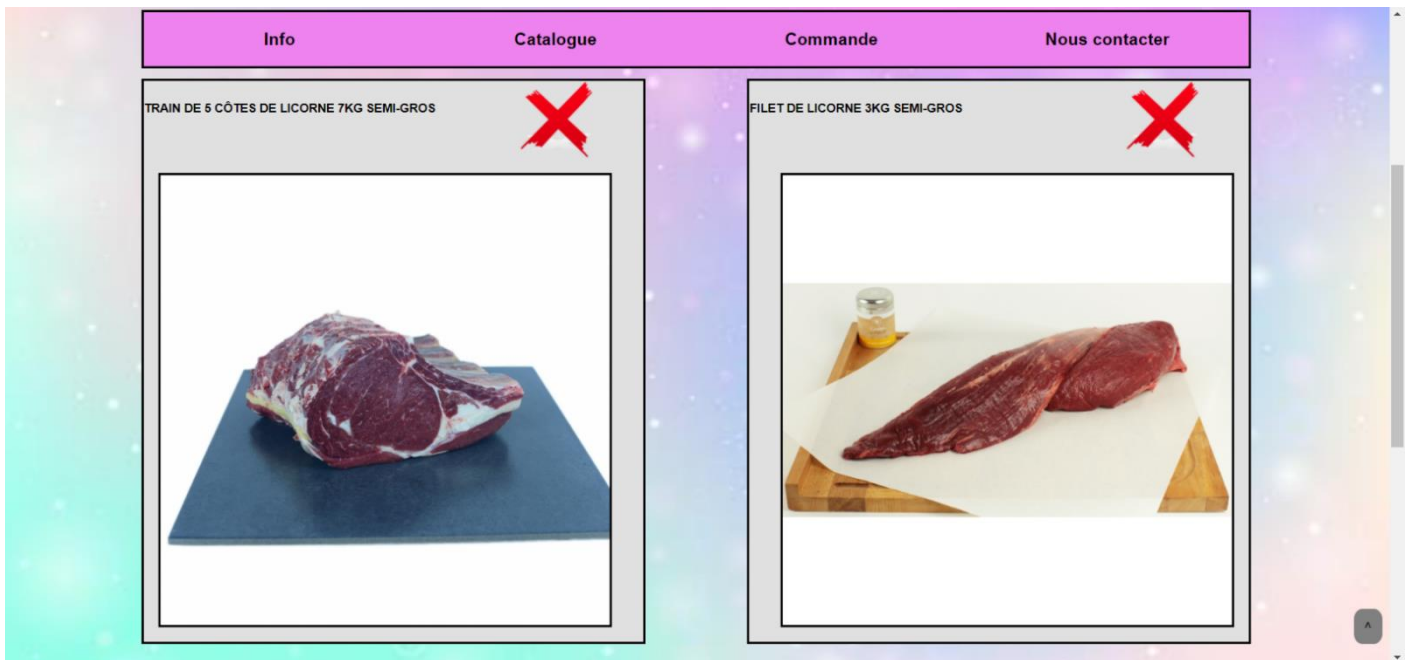 Info
Catalogue
Commande
Nous contacter
TRAIN DE 5 CÔTES DE LICORNE 7KG SEMI-GROS
FILET DE LICORNE 3KG SEMI-GROS
^